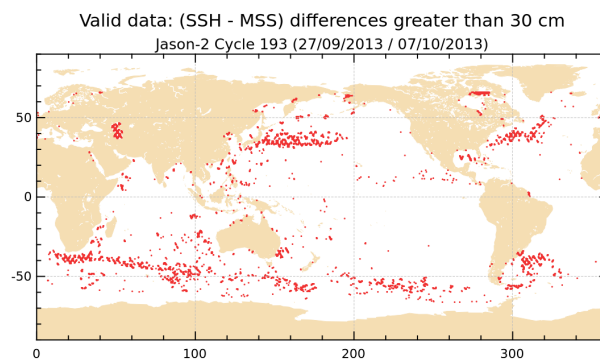 Valid data: (SSH - MSS) differences greater than 30 cm
Jason-2 Cycle 193 (27/09/2013 / 07/10/2013)
50
0
-50
0 100 200 300